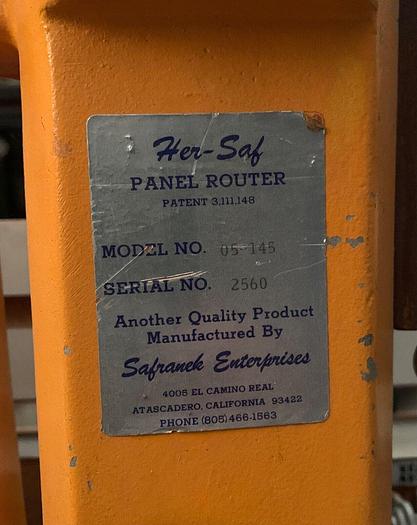 Her-Saf
PANEL ROUTER
PATENT 3,111,148
MODEL NO. 05-145
SERIAL NO. 2560
Another Quality Product
Manufactured By
Safranek Enterprises
4005 EL CAMINO REAL
ATASCADERO, CALIFORNIA 93422
PHONE (805) 466-1563